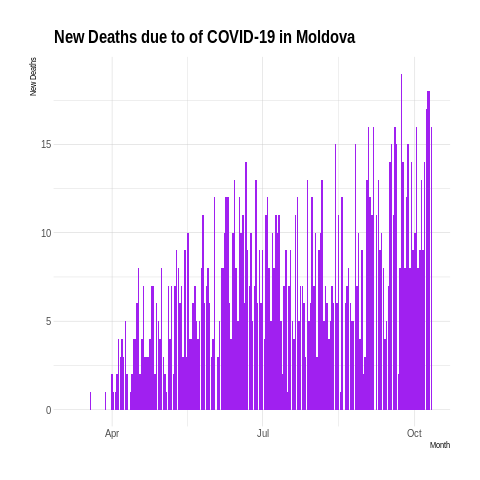 New Deaths due to of COVID-19 in Moldova
New Deaths
15
10
5
0
Apr
Jul
Oct
Month